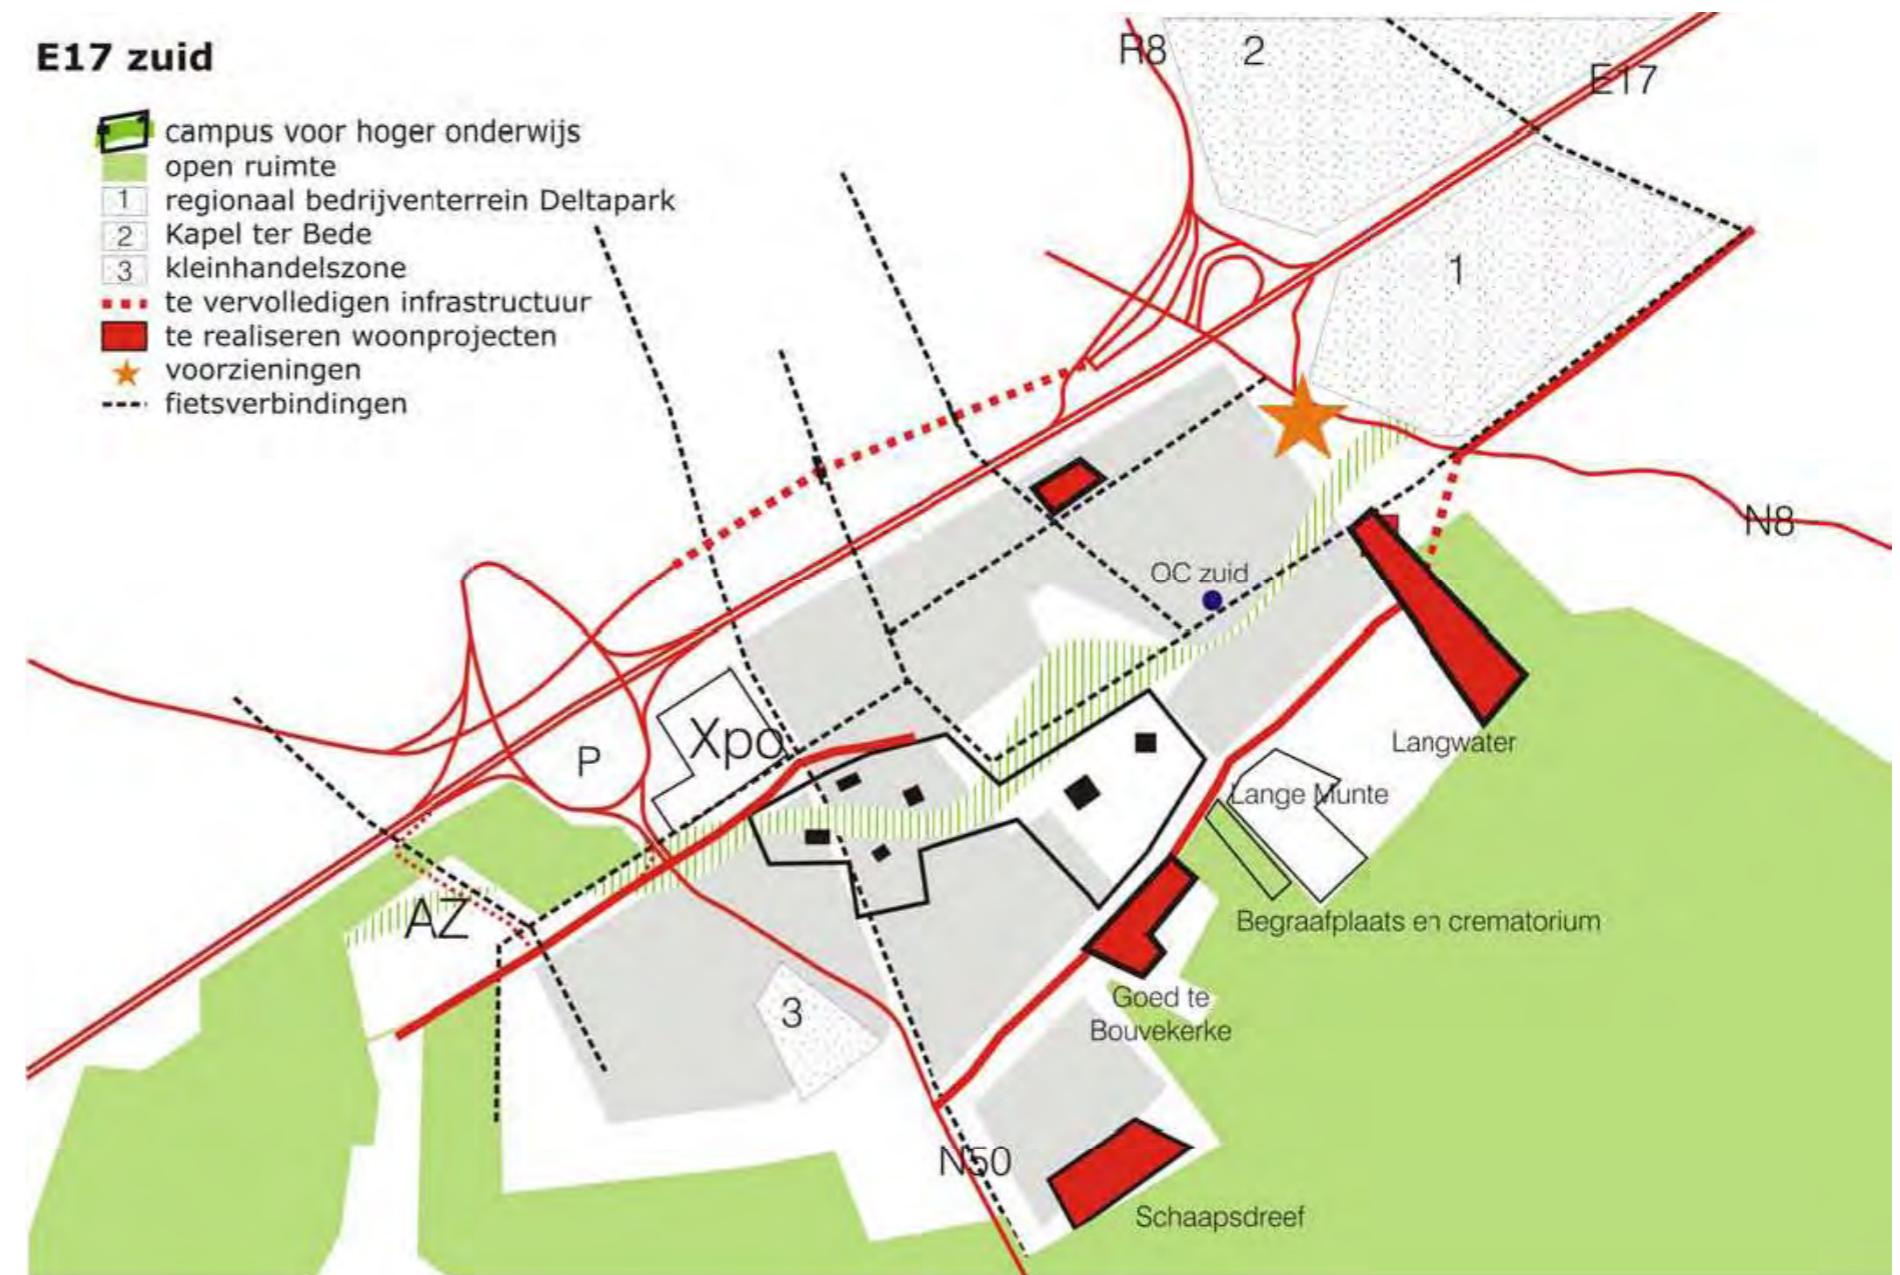 E17 zuid
campus voor hoger onderwijs
open ruimte
1 regionaal bedrijventerrein Deltapark
2 Kapel ter Bede
3 kleinhandelszone
te vervolledigen infrastructuur
te realiseren woonprojecten
voorzieningen
fietsverbindingen
R8
2
E17
1
N8
OC zuid
Xpo
P
Langwater
Lange Munte
AZ
Begraafplaats en crematorium
3
Goed te
Bouvekerke
N50
Schaapsdreef